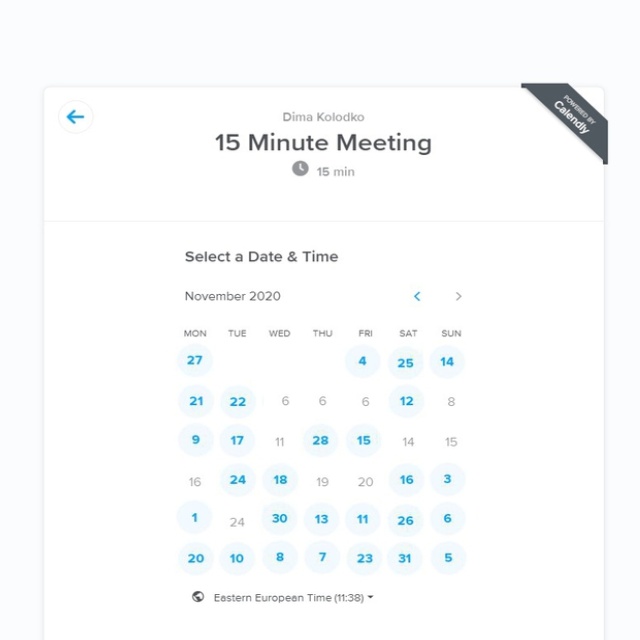 POWERED BY
Calendly
Dima Kolodko
15 Minute Meeting
15 min
Select a Date & Time
November 2020
MON TUE WED THU FRI SAT SUN
27 4 25 14
21 22 6 6 6 12 8
9 17 11 28 15 14 15
16 24 18 19 20 16 3
1 24 30 13 11 26 6
20 10 8 7 23 31 5
Eastern European Time (11:38)